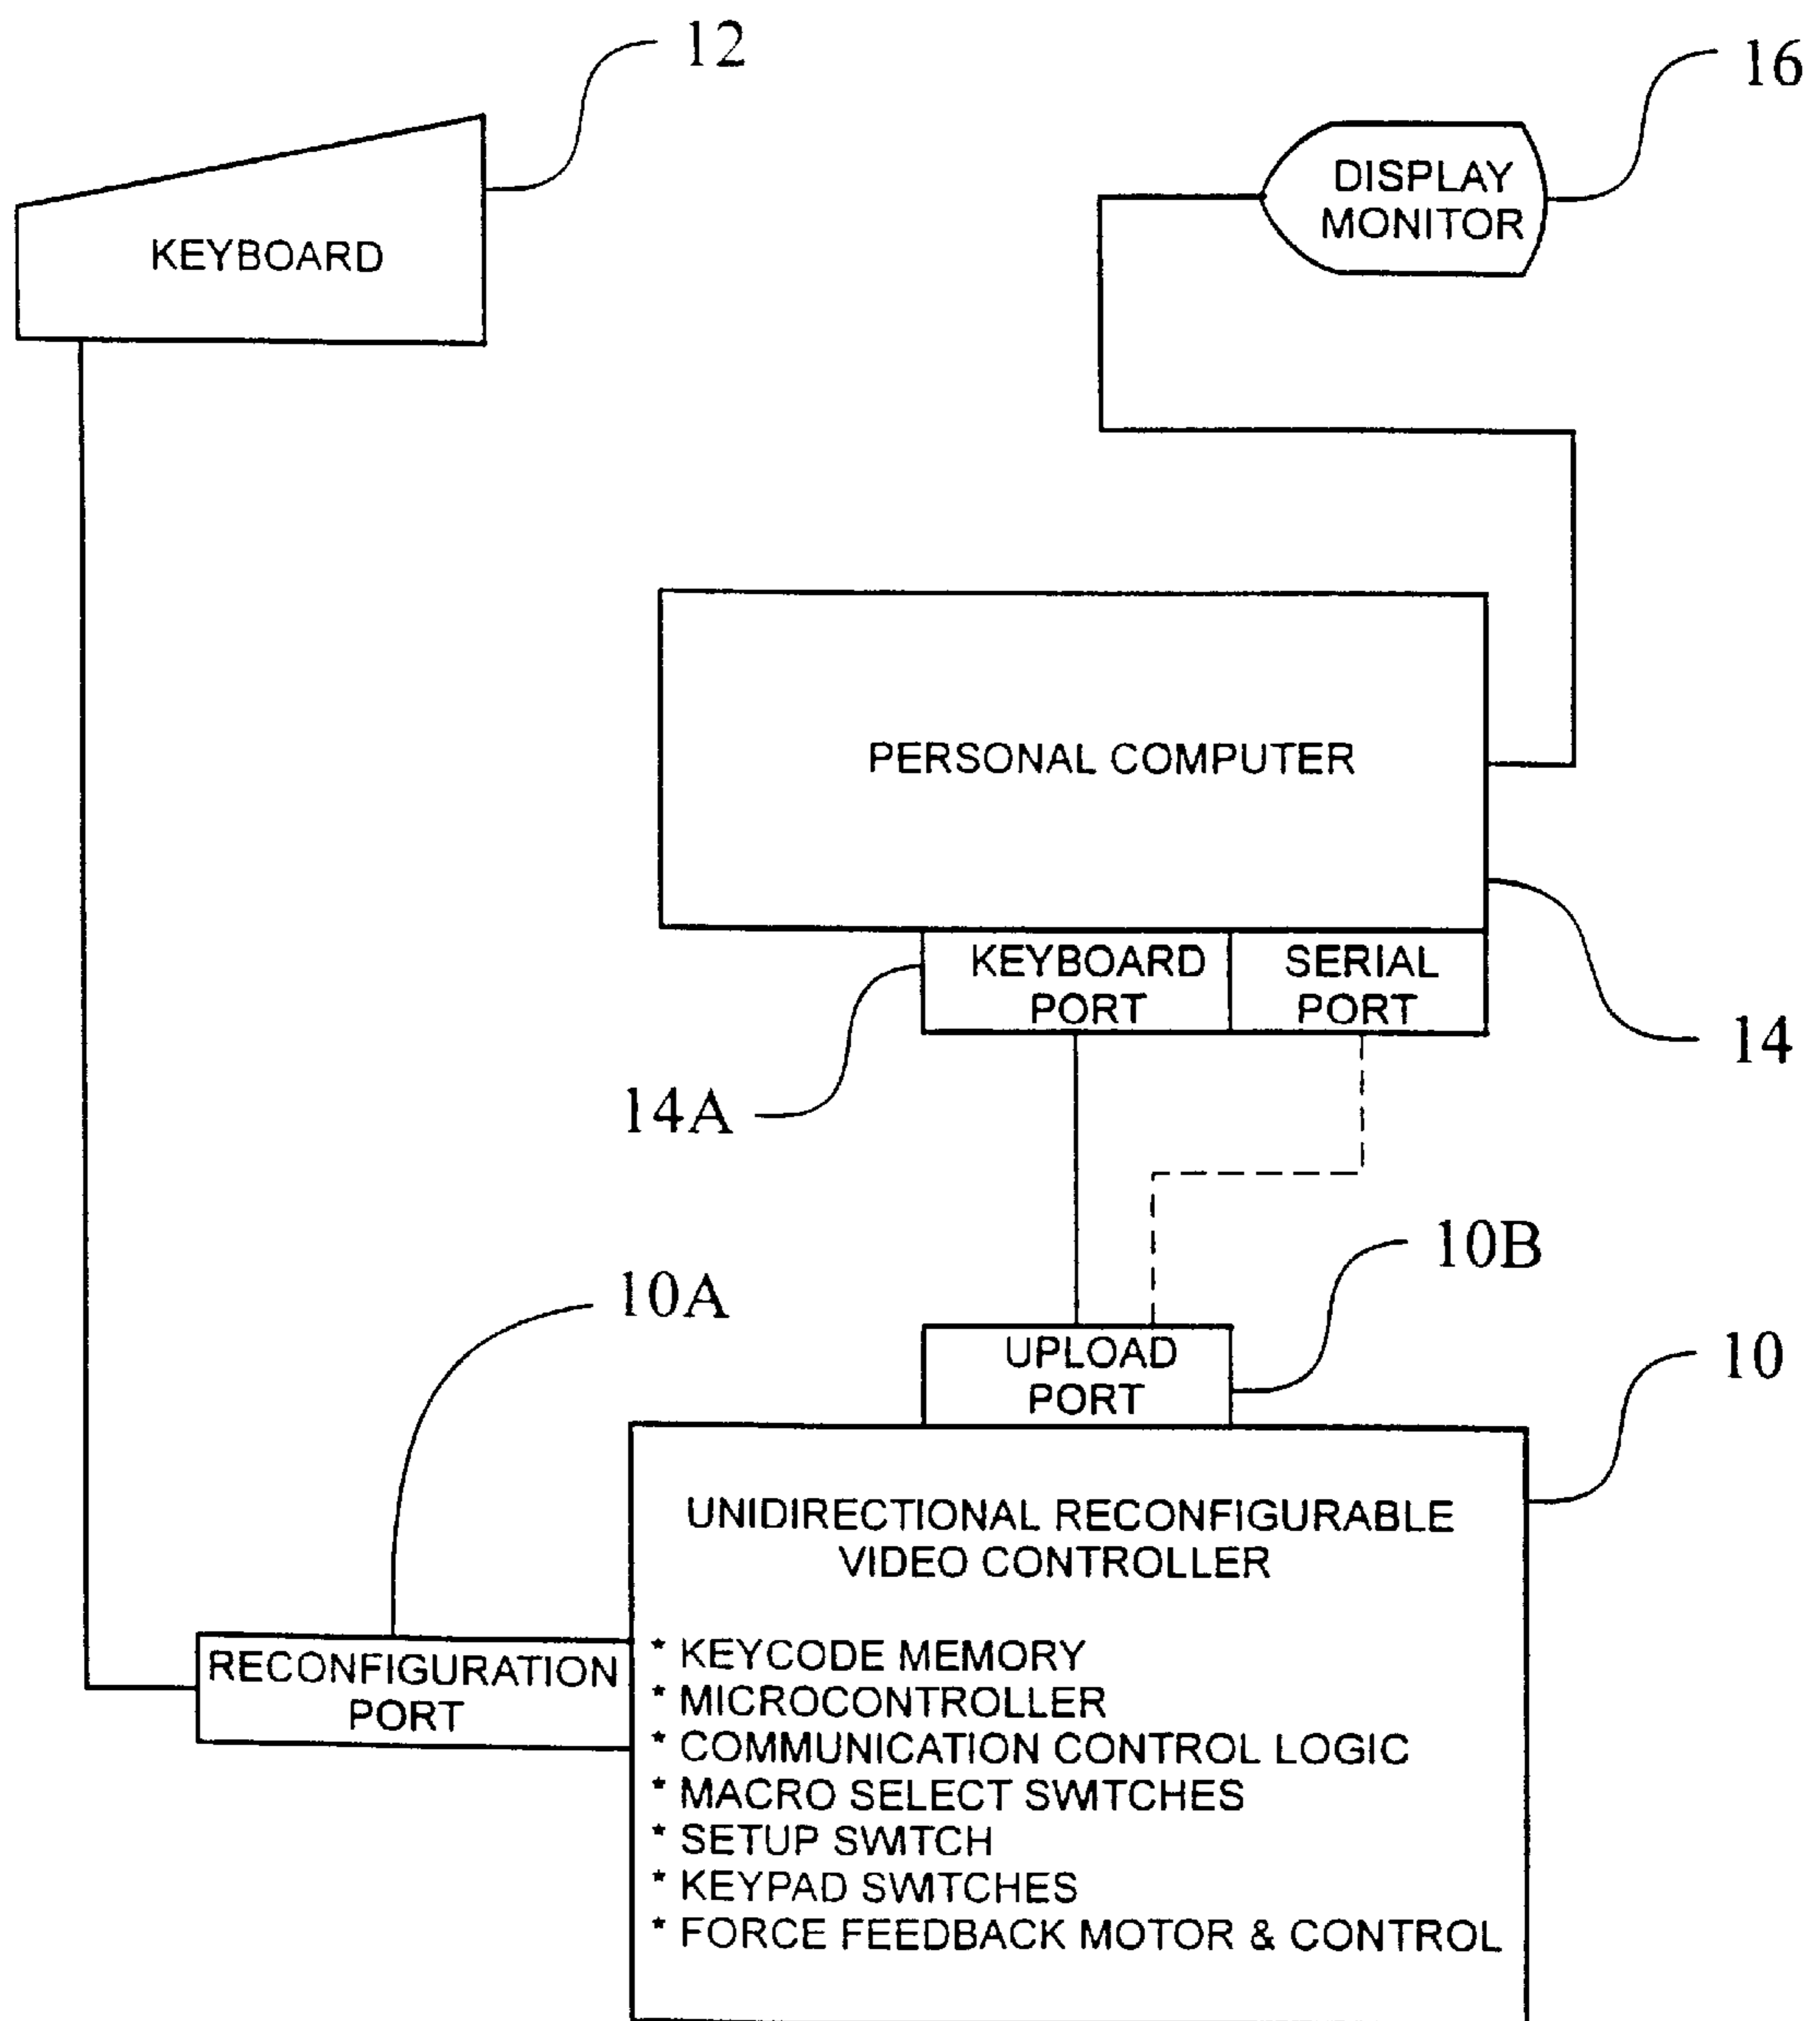 12
16
KEYBOARD
DISPLAY
MONITOR
PERSONAL COMPUTER
KEYBOARD
PORT
SERIAL
PORT
14
14A
10B
10A
UPLOAD
PORT
10
UNIDIRECTIONAL RECONFIGURABLE
VIDEO CONTROLLER
RECONFIGURATION
PORT
* KEYCODE MEMORY
* MICROCONTROLLER
* COMMUNICATION CONTROL LOGIC
* MACRO SELECT SWITCHES
* SETUP SWITCH
* KEYPAD SWITCHES
* FORCE FEEDBACK MOTOR & CONTROL